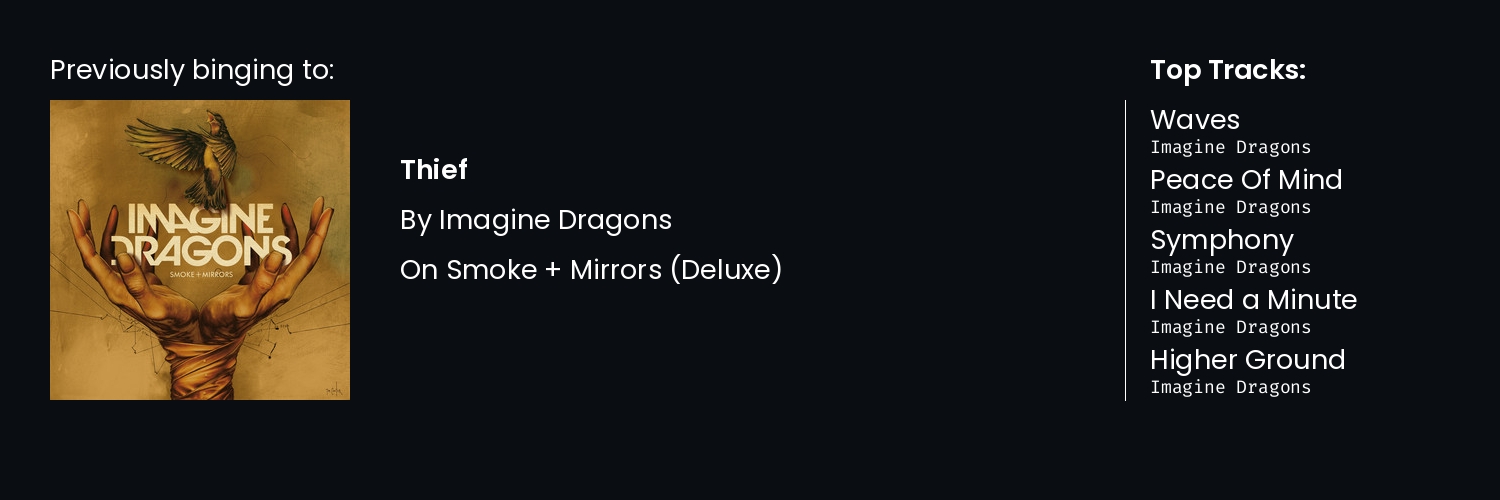 Previously binging to:
IMAGINE
DRAGONS
SMOKE + MIRRORS
Thief
By Imagine Dragons
On Smoke + Mirrors (Deluxe)
Top Tracks:
Waves
Imagine Dragons
Peace Of Mind
Imagine Dragons
Symphony
Imagine Dragons
I Need a Minute
Imagine Dragons
Higher Ground
Imagine Dragons